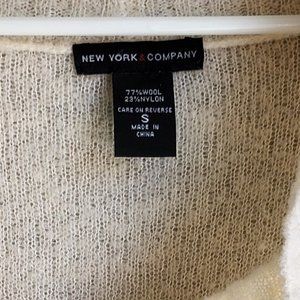 NEW YORK & COMPANY
77%WOOL
23%NYLON
CARE ON REVERSE
S
MADE IN
CHINA